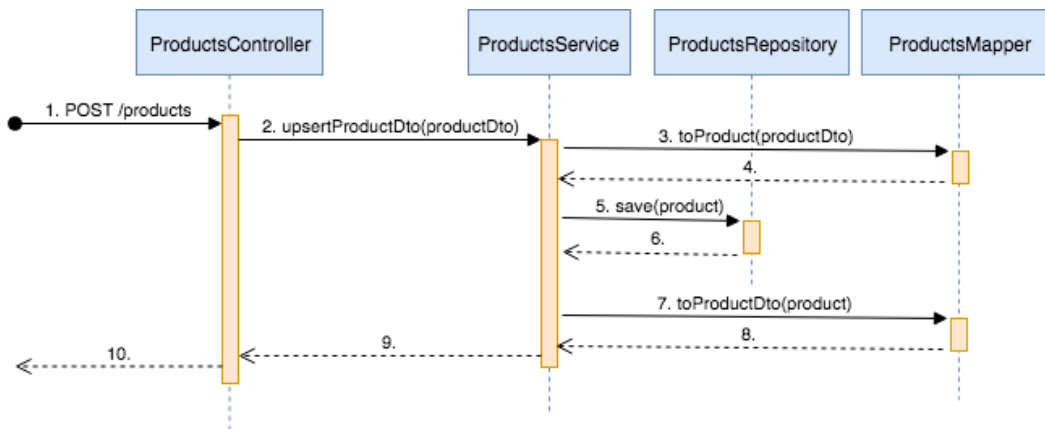 ProductsController
ProductsService
ProductsRepository
ProductsMapper
1. POST /products
2. upsertProductDto(productDto)
3. toProduct(productDto)
4.
5. save(product)
6.
7. toProductDto(product)
8.
9.
10.